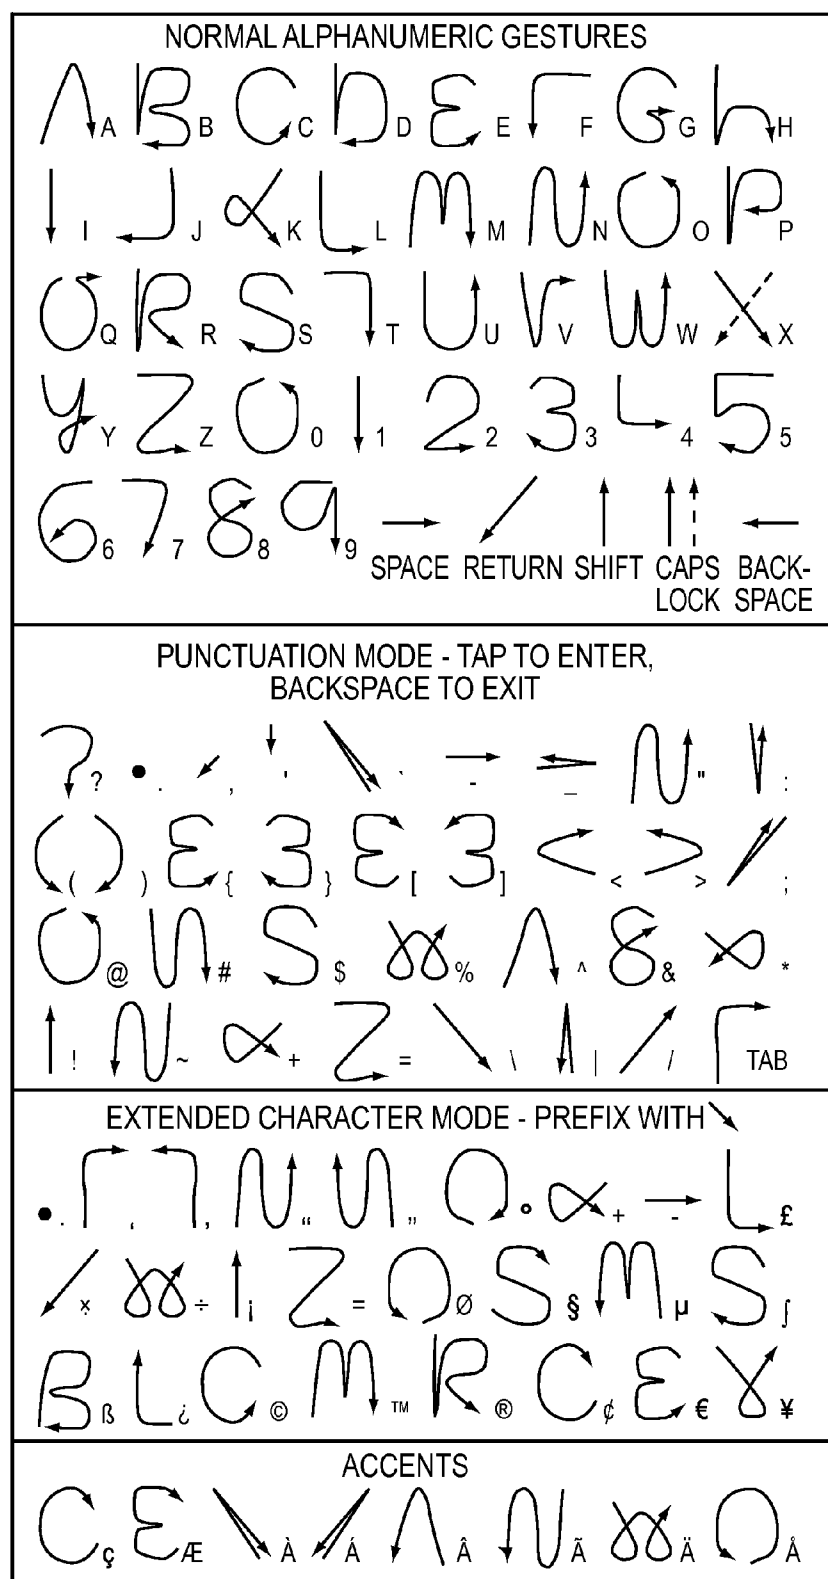 NORMAL ALPHANUMERIC GESTURES
A B C D E F G H
I J K L M N O P
Q R S T U V W X
Y Z 0 1 2 3 4 5
6 7 8 9 SPACE RETURN SHIFT CAPS LOCK BACK-SPACE
PUNCTUATION MODE - TAP TO ENTER,
BACKSPACE TO EXIT
? . , ' ` - _ " :
( ) { } [ ] < > ;
@ # $ % ^ & *
! ~ + = \ | / TAB
EXTENDED CHARACTER MODE - PREFIX WITH
. ‘ ’ “ ” ° + - £
× ÷ ¡ = Ø § µ ∫
ß ¿ © ™ ® ¢ € ¥
ACCENTS
ç Æ À Á Â Ã Ä Å